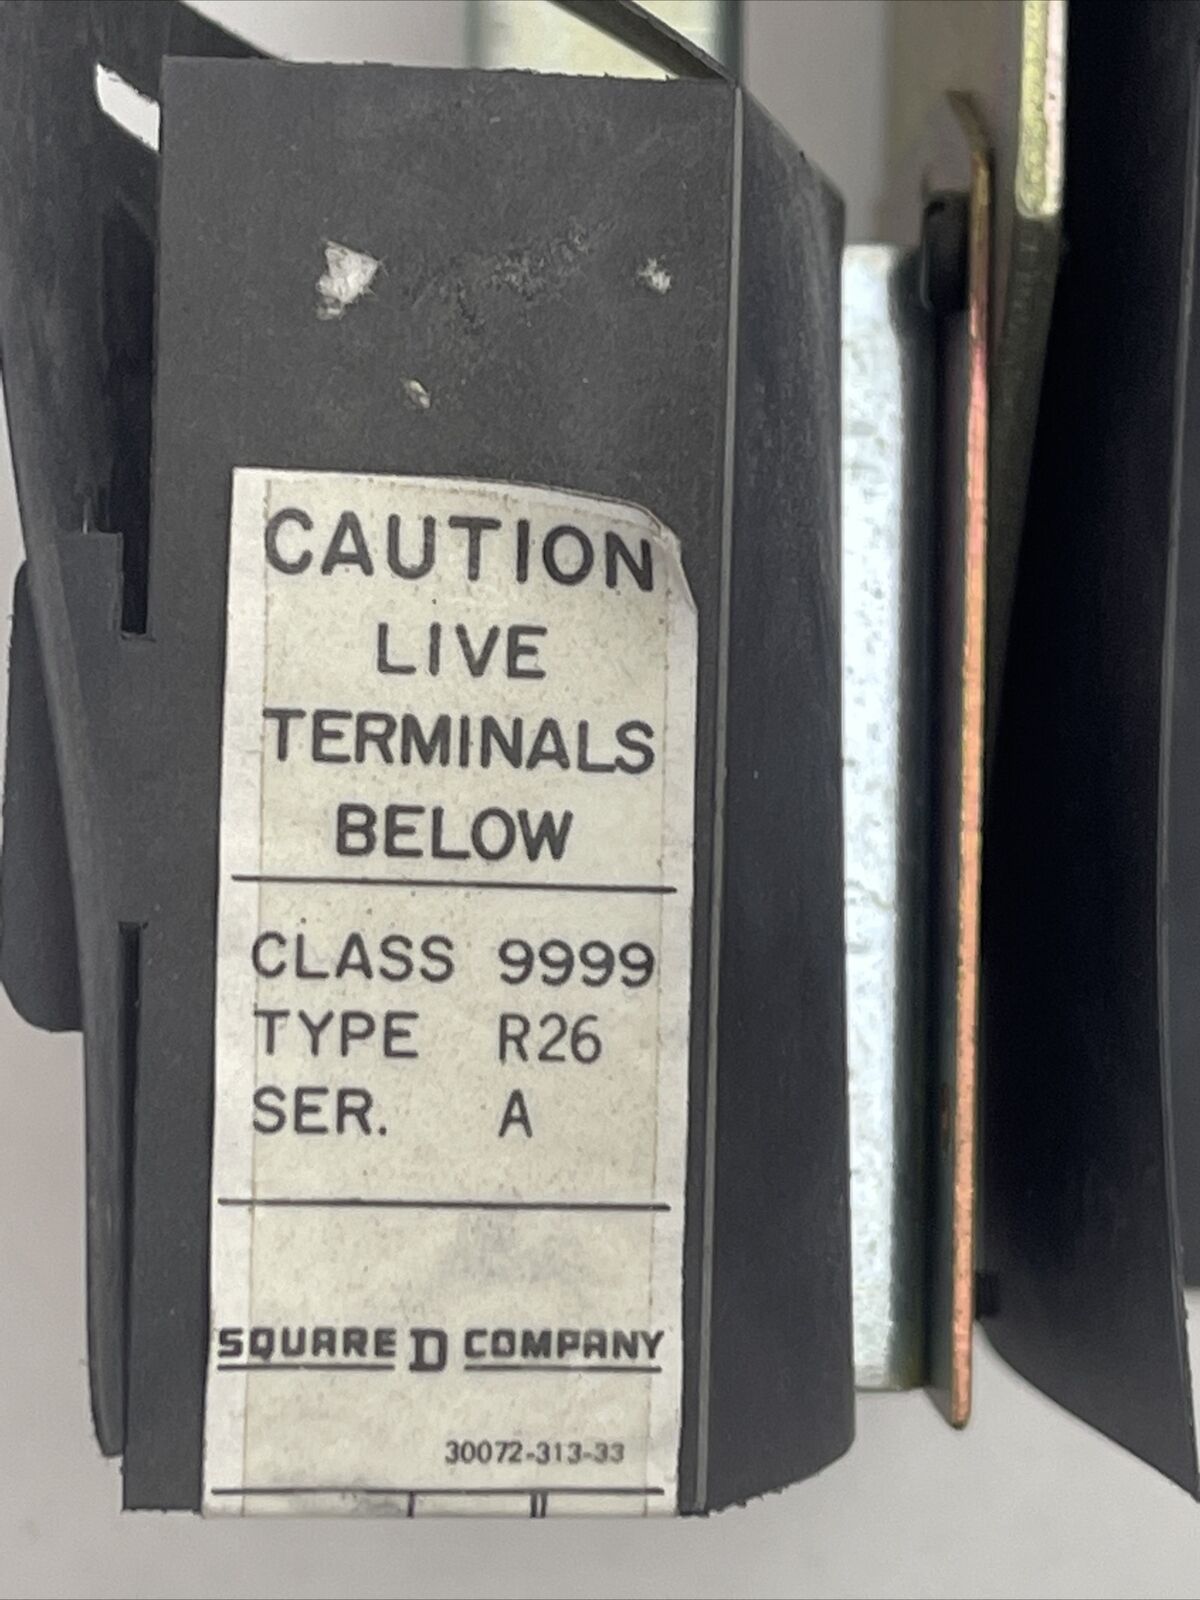 CAUTION
LIVE
TERMINALS
BELOW
CLASS 9999
TYPE R26
SER. A
SQUARE D COMPANY
30072-313-33